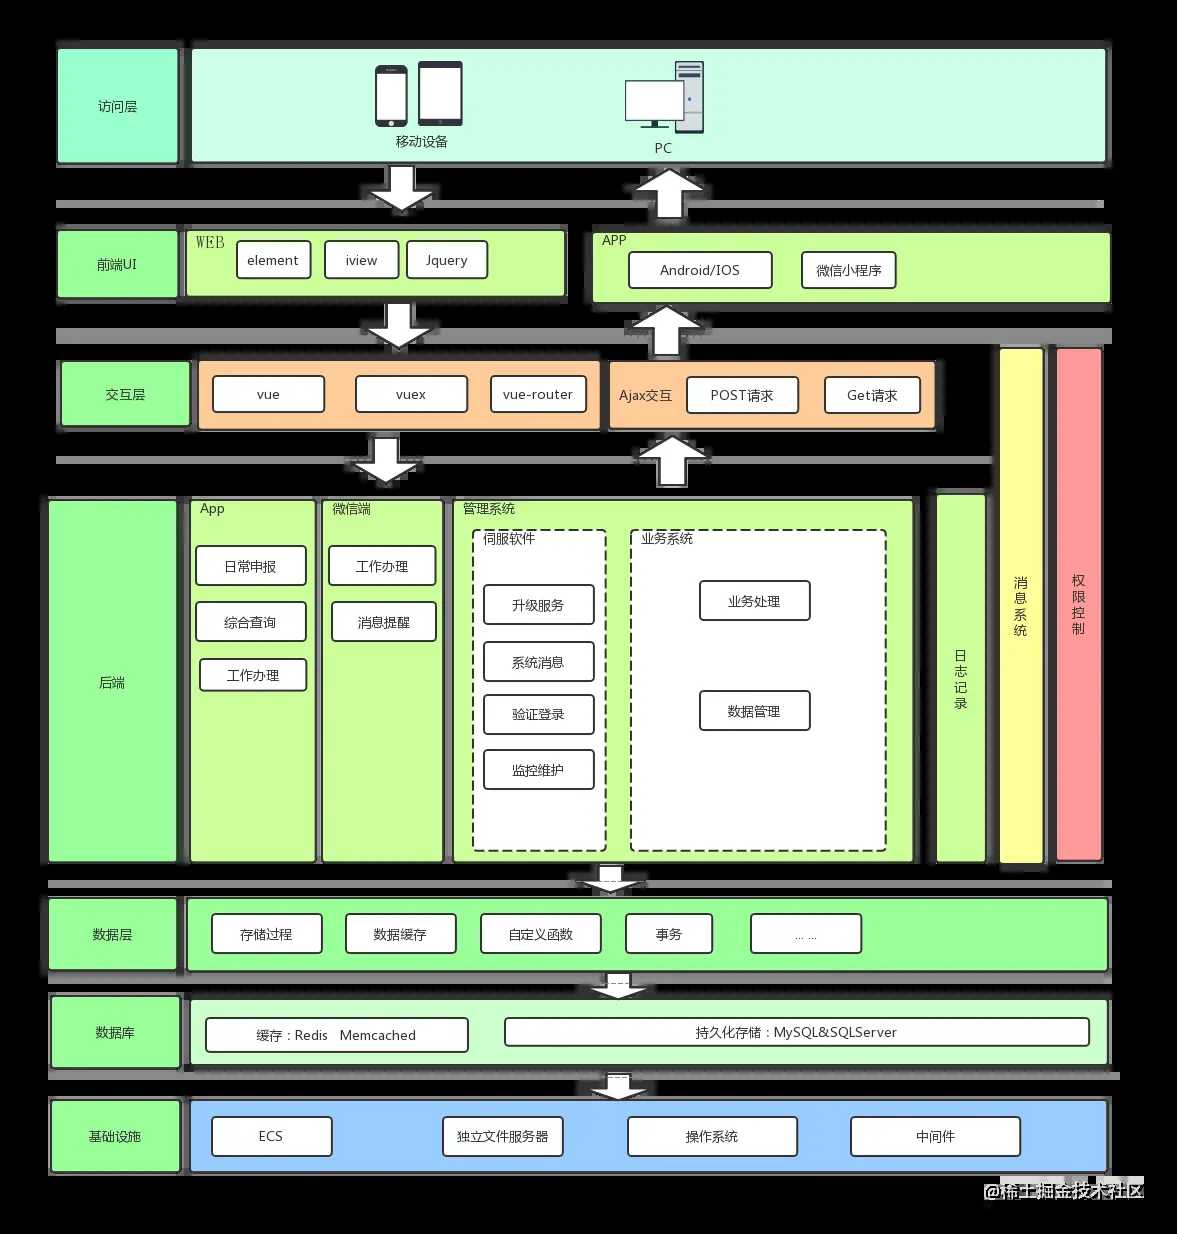 访问层
移动设备
PC
前端UI
WEB
element
iview
Jquery
APP
Android/IOS
微信小程序
交互层
vue
vuex
vue-router
Ajax交互
POST请求
Get请求
后端
App
日常申报
综合查询
工作办理
微信端
工作办理
消息提醒
管理系统
伺服软件
升级服务
系统消息
验证登录
监控维护
业务系统
业务处理
数据管理
日志记录
消息系统
权限控制
数据层
存储过程
数据缓存
自定义函数
事务
... ...
数据库
缓存：Redis Memcached
持久化存储：MySQL&SQLServer
基础设施
ECS
独立文件服务器
操作系统
中间件
@稀土掘金技术社区